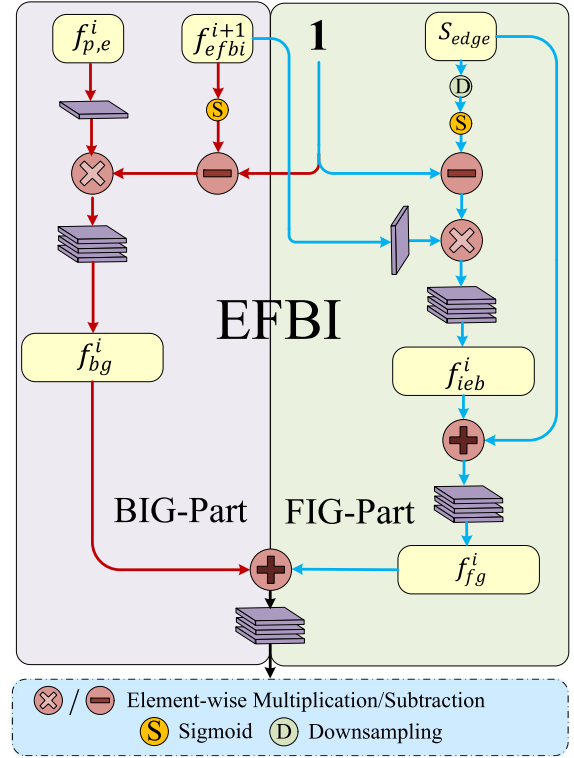 f^i_{p,e}
f^{i+1}_{efbi}
1
S_{edge}
D
S
S
EFBI
f^i_{bg}
f^i_{ieb}
BIG-Part
FIG-Part
f^i_{fg}
/ Element-wise Multiplication/Subtraction
S Sigmoid D Downsampling